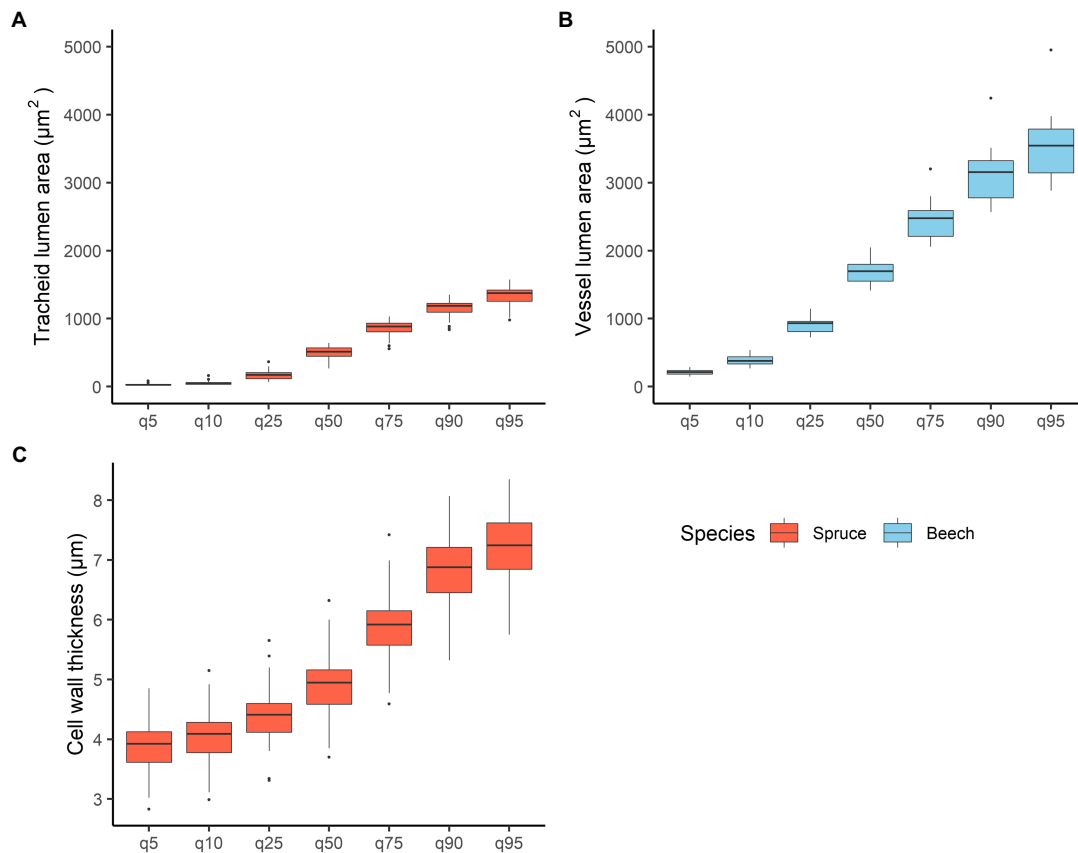 A
Tracheid lumen area (μm² )
5000
4000
3000
2000
1000
0
q5 q10 q25 q50 q75 q90 q95
B
Vessel lumen area (μm² )
5000
4000
3000
2000
1000
0
q5 q10 q25 q50 q75 q90 q95
C
Cell wall thickness (μm)
8
7
6
5
4
3
q5 q10 q25 q50 q75 q90 q95
Species Spruce Beech